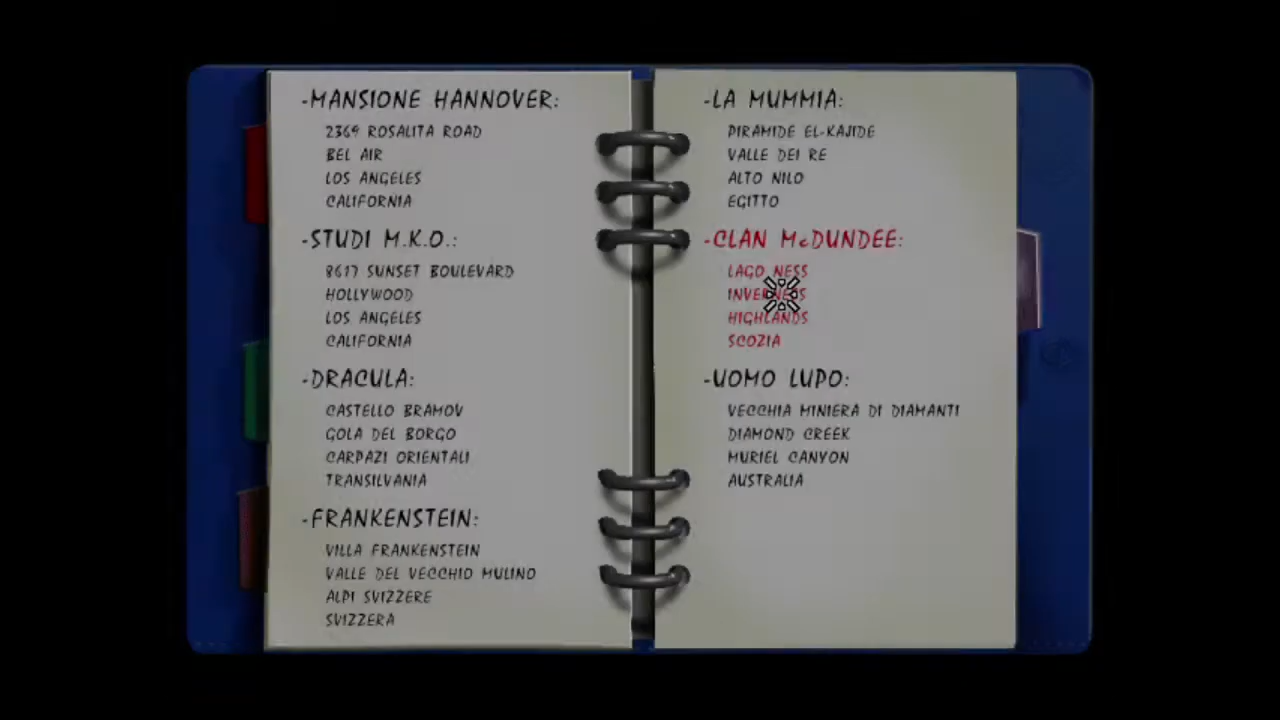 -MANSIONE HANNOVER:
2369 ROSALITA ROAD
BEL AIR
LOS ANGELES
CALIFORNIA
-STUDI M.K.O.:
8617 SUNSET BOULEVARD
HOLLYWOOD
LOS ANGELES
CALIFORNIA
-DRACULA:
CASTELLO BRAMOV
GOLA DEL BORGO
CARPAZI ORIENTALI
TRANSILVANIA
-FRANKENSTEIN:
VILLA FRANKENSTEIN
VALLE DEL VECCHIO MULINO
ALPI SVIZZERE
SVIZZERA
-LA MUMMIA:
PIRAMIDE EL-KAJIDE
VALLE DEI RE
ALTO NILO
EGITTO
-CLAN McDUNDEE:
LAGO NESS
INVERNESS
HIGHLANDS
SCOZIA
-UOMO LUPO:
VECCHIA MINIERA DI DIAMANTI
DIAMOND CREEK
MURIEL CANYON
AUSTRALIA